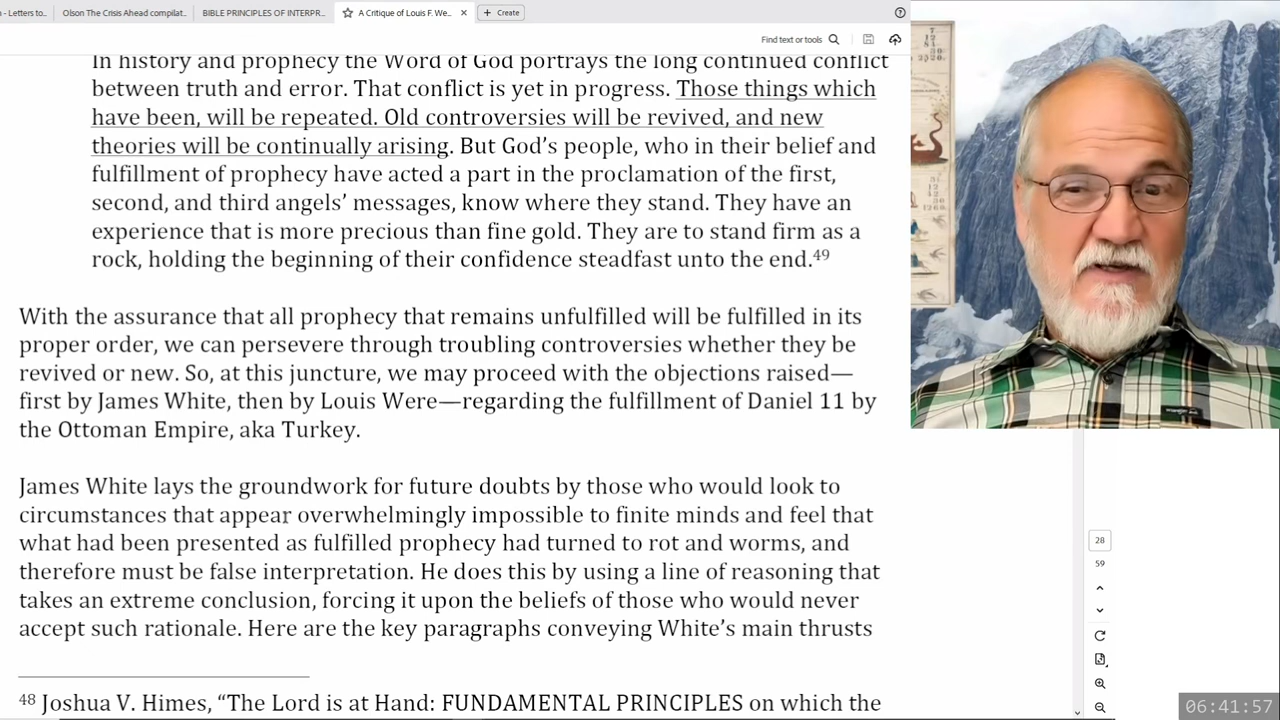 - Letters to..
Olson The Crisis Ahead compilat..
BIBLE PRINCIPLES OF INTERPR...
A Critique of Louis F. We...
Create
Find text or tools
In history and prophecy the Word of God portrays the long continued conflict
between truth and error. That conflict is yet in progress. Those things which
have been, will be repeated. Old controversies will be revived, and new
theories will be continually arising. But God’s people, who in their belief and
fulfillment of prophecy have acted a part in the proclamation of the first,
second, and third angels’ messages, know where they stand. They have an
experience that is more precious than fine gold. They are to stand firm as a
rock, holding the beginning of their confidence steadfast unto the end.49
With the assurance that all prophecy that remains unfulfilled will be fulfilled in its
proper order, we can persevere through troubling controversies whether they be
revived or new. So, at this juncture, we may proceed with the objections raised—
first by James White, then by Louis Were—regarding the fulfillment of Daniel 11 by
the Ottoman Empire, aka Turkey.
James White lays the groundwork for future doubts by those who would look to
circumstances that appear overwhelmingly impossible to finite minds and feel that
what had been presented as fulfilled prophecy had turned to rot and worms, and
therefore must be false interpretation. He does this by using a line of reasoning that
takes an extreme conclusion, forcing it upon the beliefs of those who would never
accept such rationale. Here are the key paragraphs conveying White’s main thrusts
48 Joshua V. Himes, “The Lord is at Hand: FUNDAMENTAL PRINCIPLES on which the
28
59
06:41:57